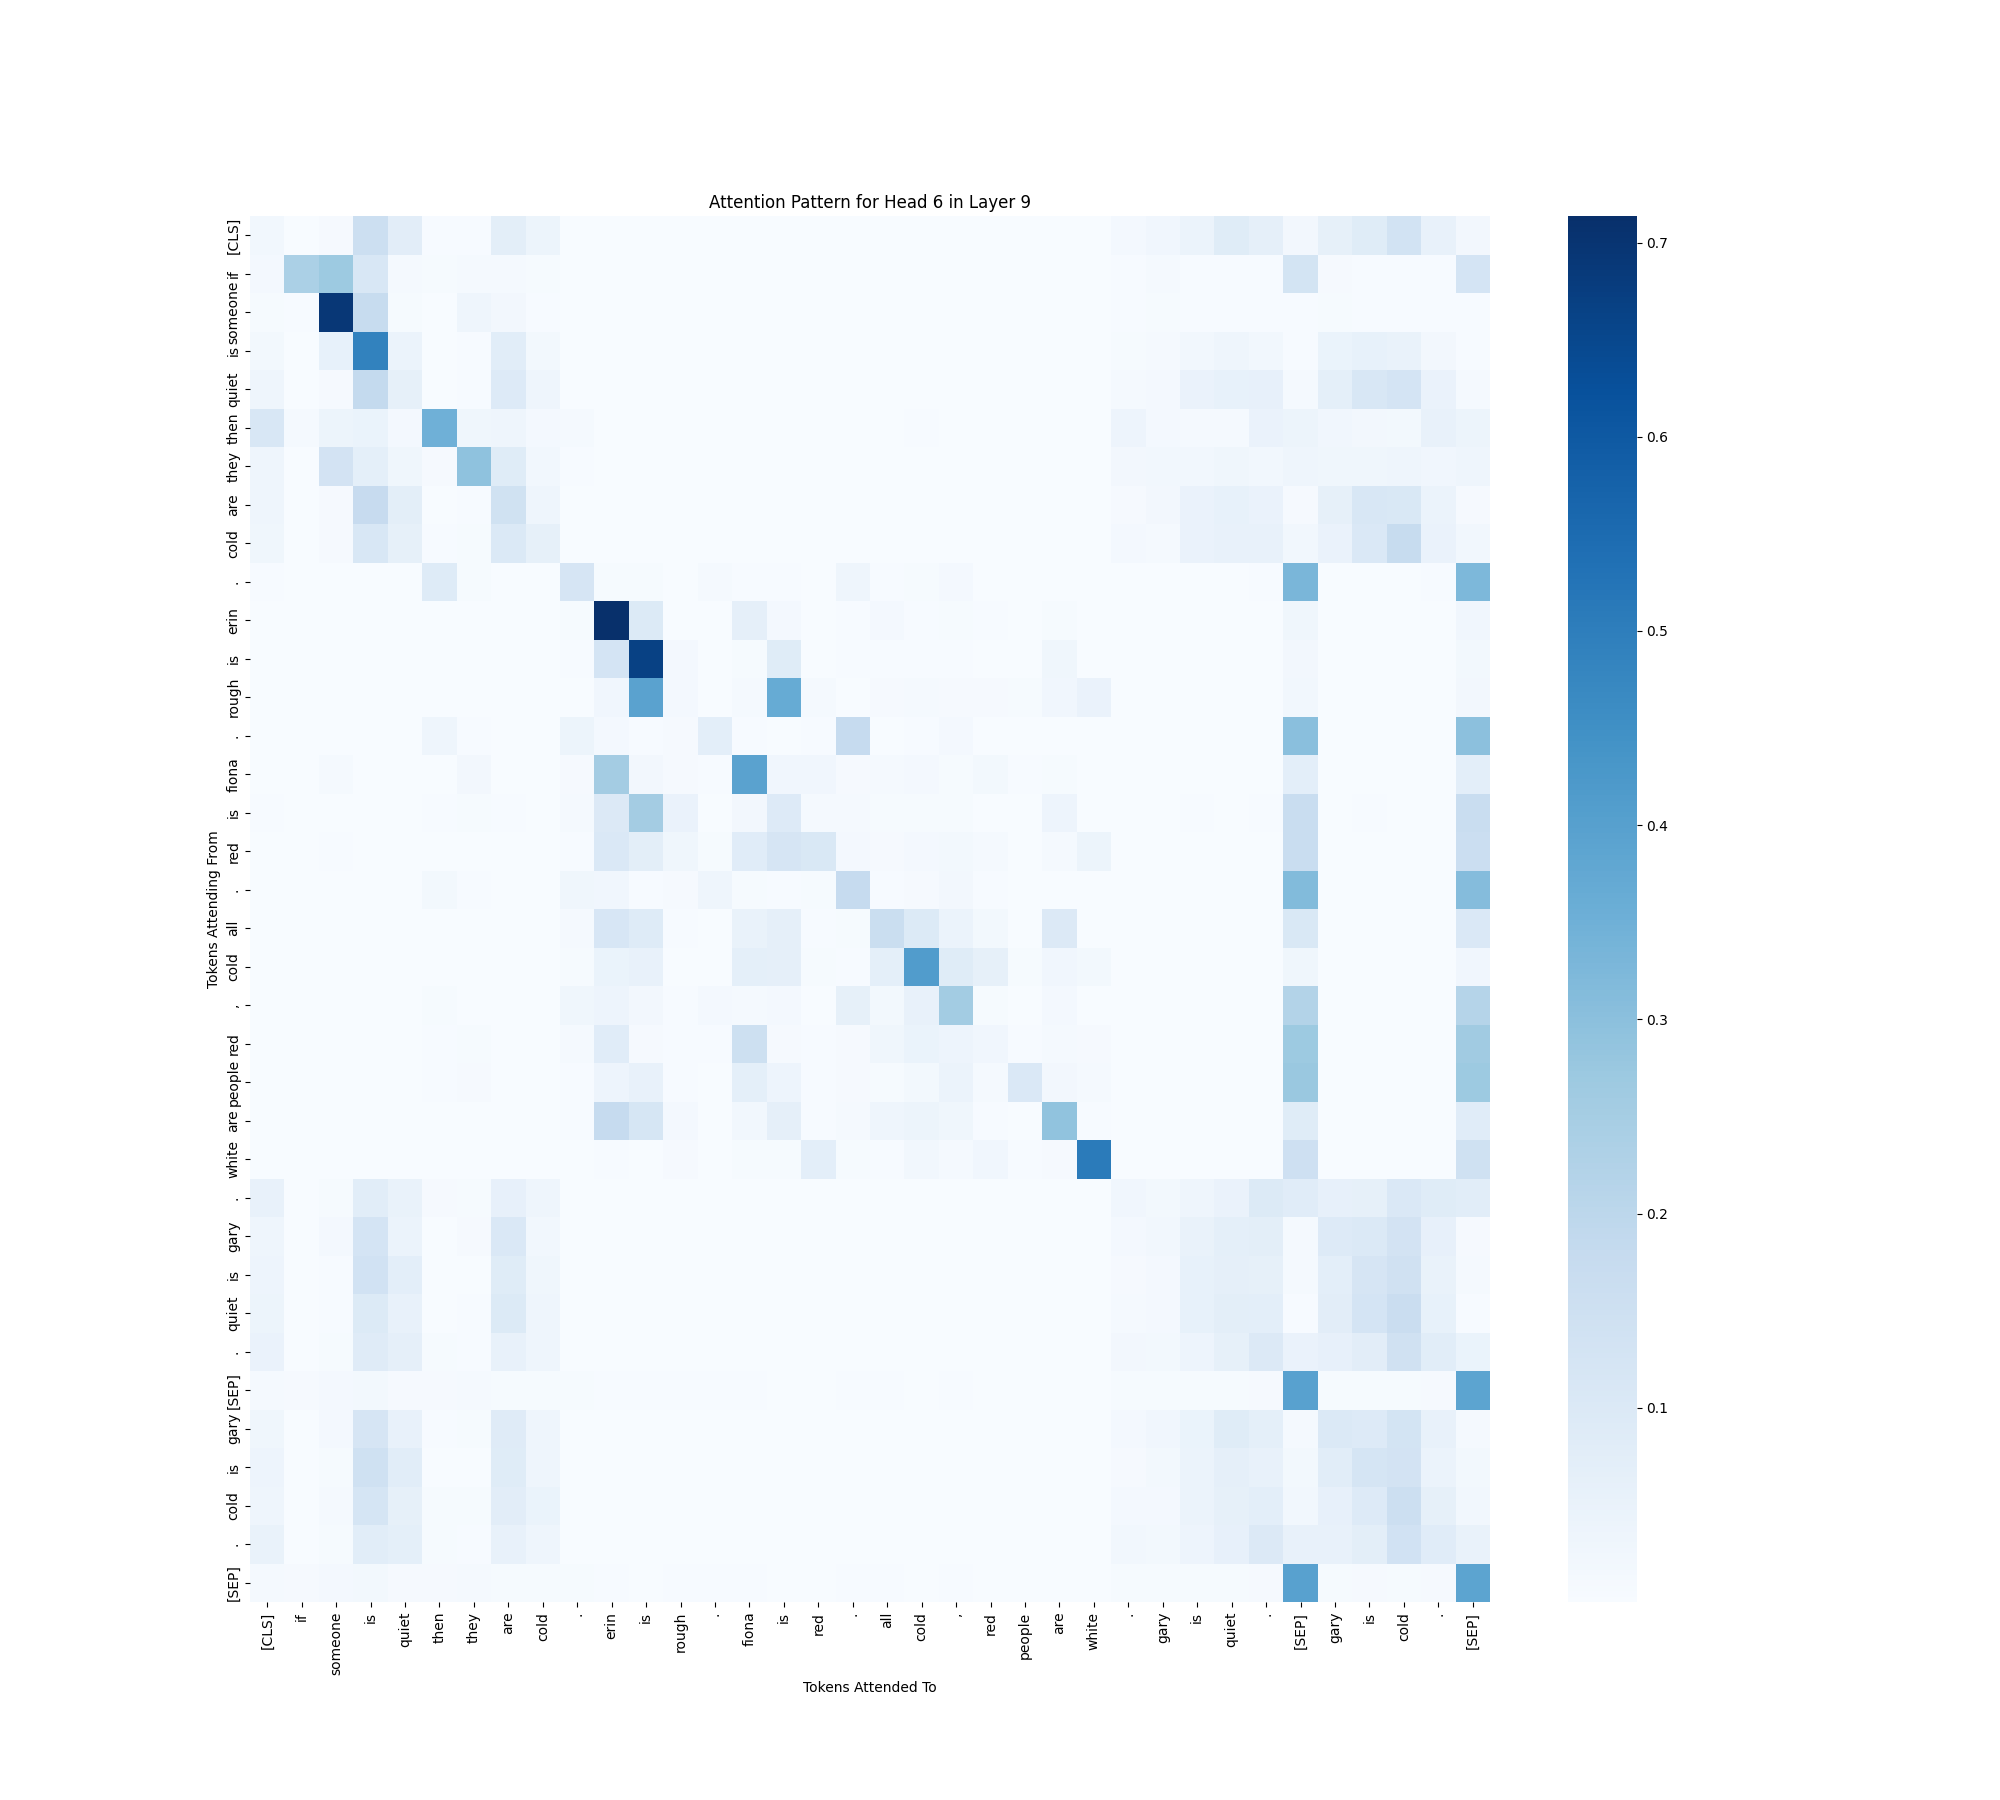 Attention Pattern for Head 6 in Layer 9
Tokens Attending From
[CLS]
if
someone
is
quiet
then
they
are
cold
.
erin
is
rough
.
fiona
is
red
.
all
cold
,
red
people
are
white
.
gary
is
quiet
.
[SEP]
gary
is
cold
.
[SEP]
[CLS]
if
someone
is
quiet
then
they
are
cold
.
erin
is
rough
.
fiona
is
red
.
all
cold
,
red
people
are
white
.
gary
is
quiet
.
[SEP]
gary
is
cold
.
[SEP]
Tokens Attended To
0.7
0.6
0.5
0.4
0.3
0.2
0.1